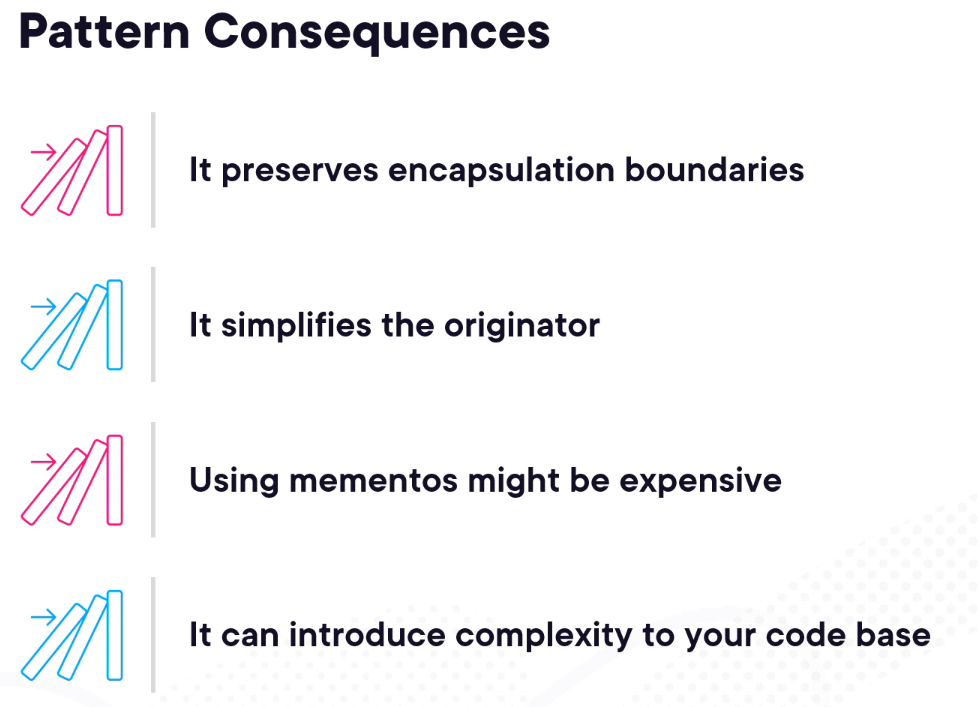 Pattern Consequences
It preserves encapsulation boundaries
It simplifies the originator
Using mementos might be expensive
It can introduce complexity to your code base